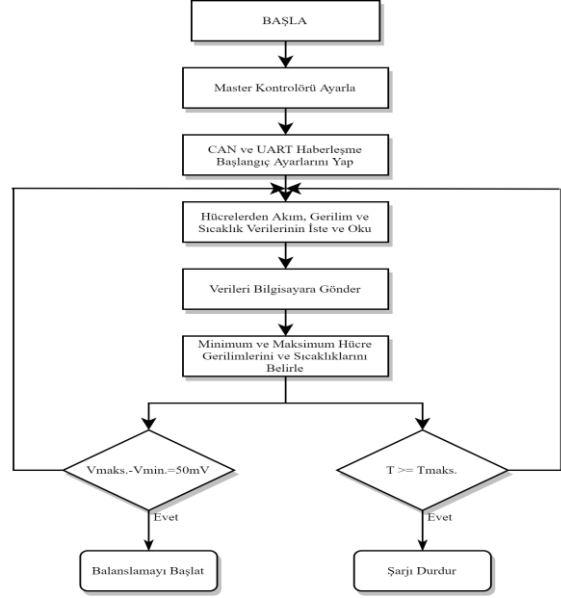 BAŞLA
Master Kontrolörü Ayarla
CAN ve UART Haberleşme
Başlangıç Ayarlarını Yap
Hücrelerden Akım, Gerilim ve
Sıcaklık Verilerinin İste ve Oku
Verileri Bilgisayara Gönder
Minimum ve Maksimum Hücre
Gerilimlerini ve Sıcaklıklarını
Belirle
Vmaks.-Vmin.=50mV
T >= Tmaks.
Evet
Evet
Balanslamayı Başlat
Şarjı Durdur